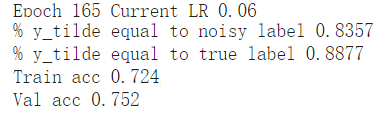 Epoch 165 Current LR 0.06
% y_tilde equal to noisy label 0.8357
% y_tilde equal to true label 0.8877
Train acc 0.724
Val acc 0.752